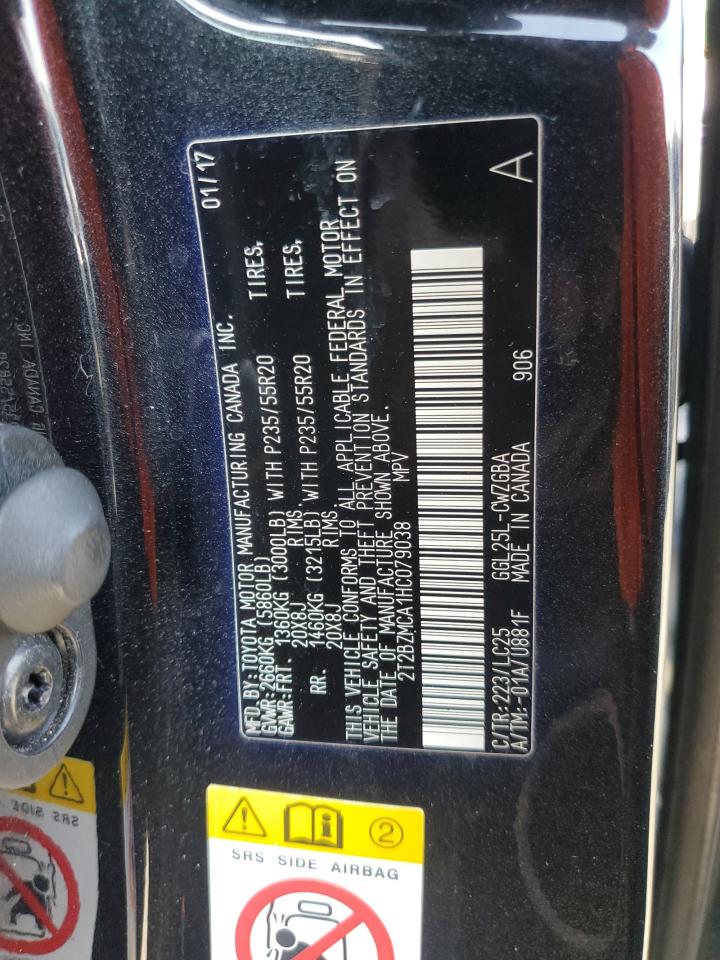 MFD.BY:TOYOTA MOTOR MANUFACTURING CANADA INC. 01/17
GVWR:2660KG (5860LB)
GAWR:FRT. 1360KG (3000LB) WITH P235/55R20 TIRES,
20X8J RIMS.
RR. 1460KG (3215LB) WITH P235/55R20 TIRES,
20X8J RIMS.
THIS VEHICLE CONFORMS TO ALL APPLICABLE FEDERAL MOTOR
VEHICLE SAFETY AND THEFT PREVENTION STANDARDS IN EFFECT ON
THE DATE OF MANUFACTURE SHOWN ABOVE.
2T2BZMCA1HC079038 MPV
C/TR:223/LC25 GGL25L-CWZGBA 906 A
A/TM:-01A/U881F MADE IN CANADA
2
SRS SIDE AIRBAG
SRS SIDE